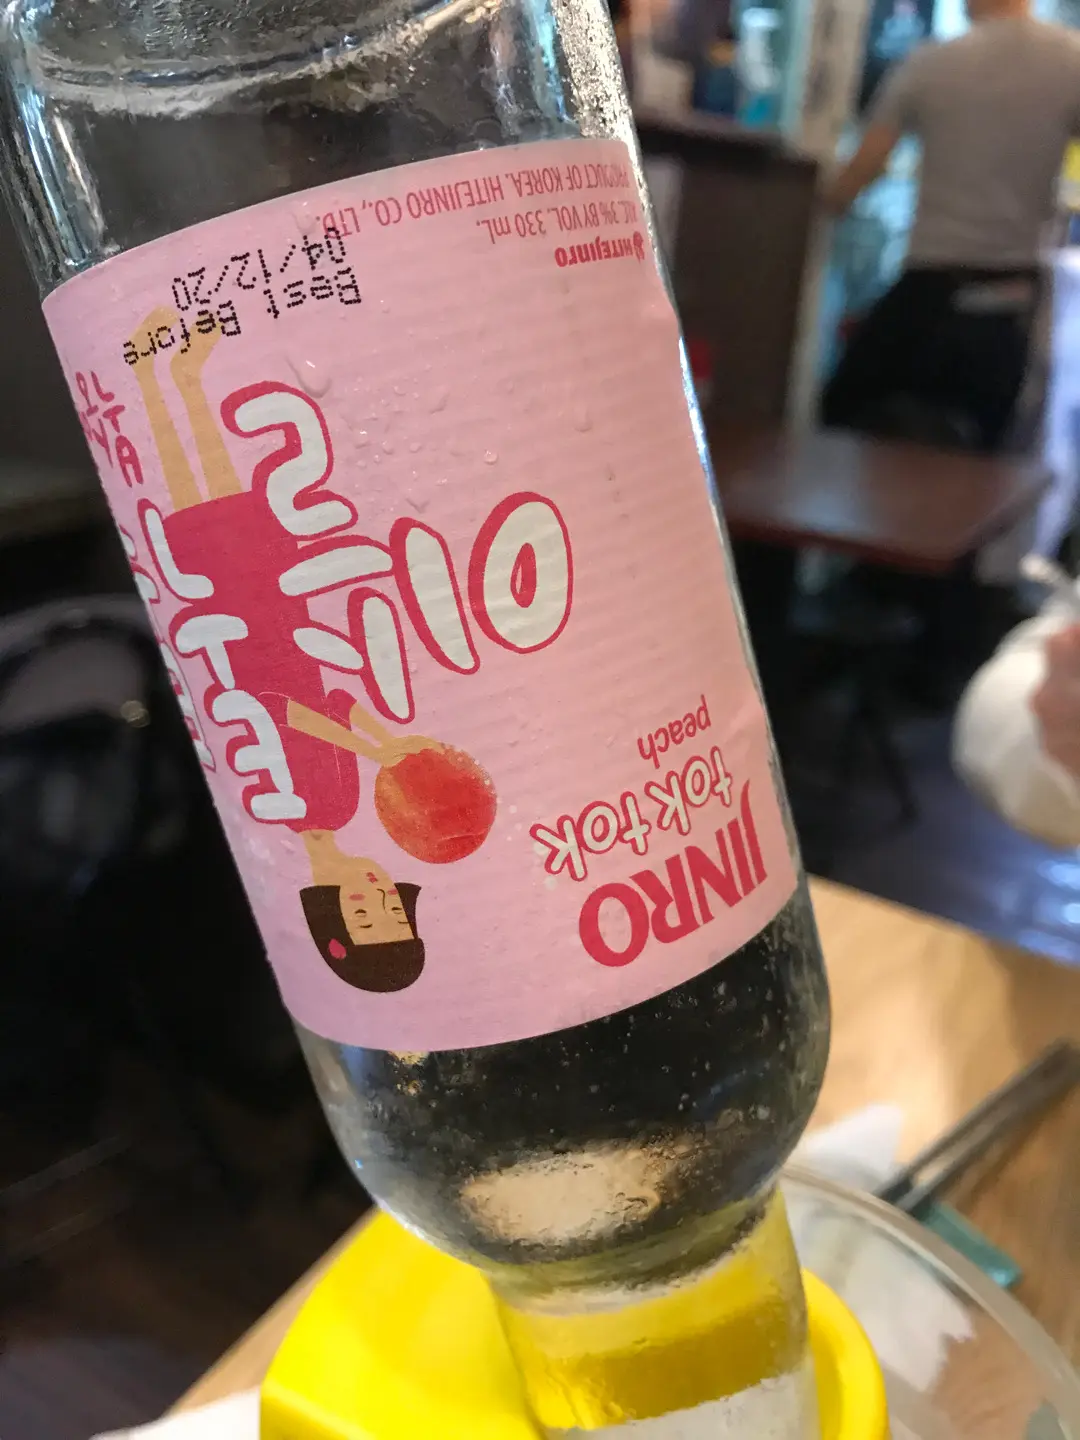 JINRO
tok tok
peach
이슬
톡
HITEJINRO
ALC. 3% BY VOL. 330 mL.
PRODUCT OF KOREA. HITEJINRO CO., LTD.
Best Before
04/12/20